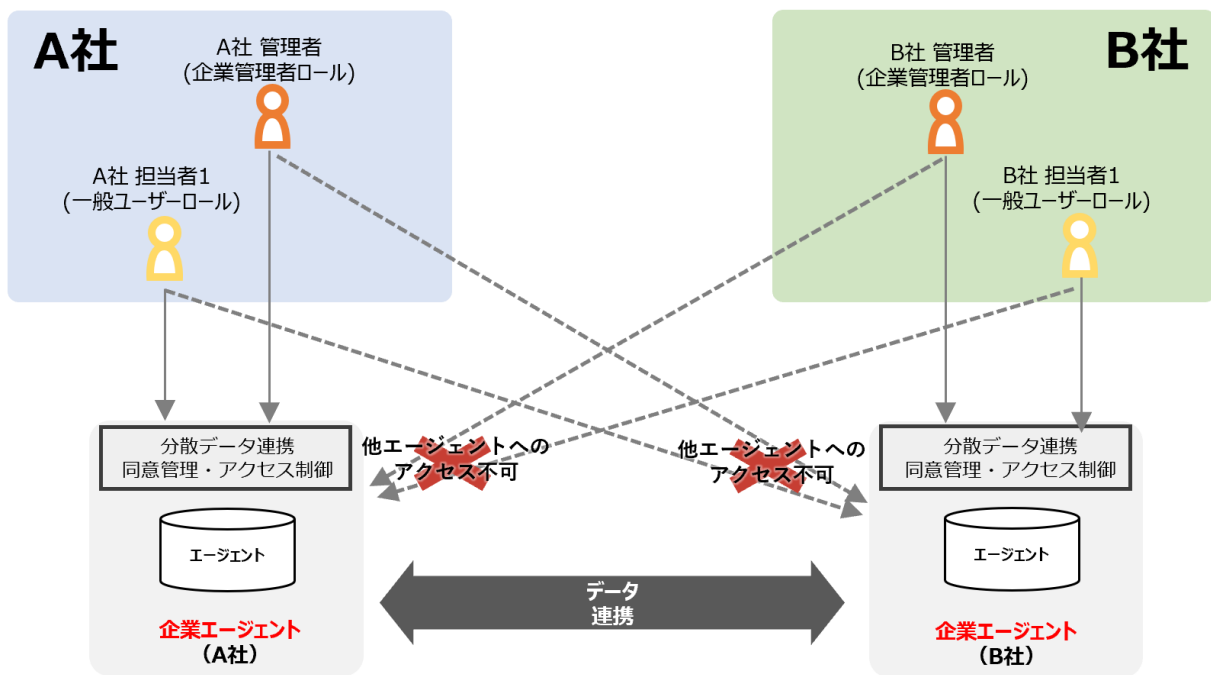 A社
A社 管理者
(企業管理者ロール)
A社 担当者1
(一般ユーザーロール)
B社
B社 管理者
(企業管理者ロール)
B社 担当者1
(一般ユーザーロール)
分散データ連携
同意管理・アクセス制御
他エージェントへの
アクセス不可
他エージェントへの
アクセス不可
分散データ連携
同意管理・アクセス制御
エージェント
エージェント
データ
連携
企業エージェント
(A社)
企業エージェント
(B社)